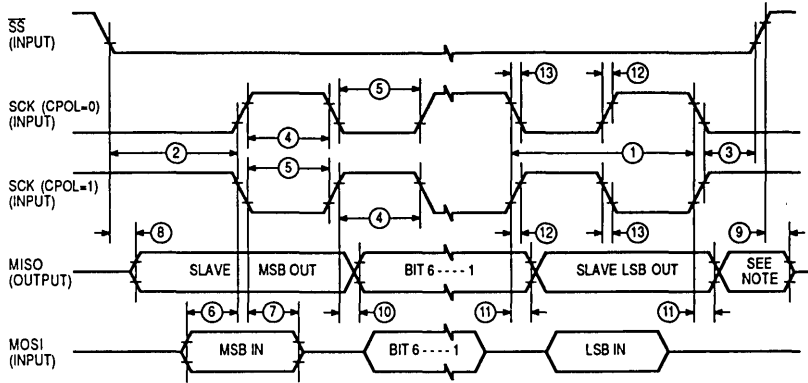 SS
(INPUT)
13
12
5
SCK (CPOL=0)
(INPUT)
4
2
1
3
5
SCK (CPOL=1)
(INPUT)
4
8
12
13
9
MISO
(OUTPUT)
SLAVE MSB OUT
BIT 6 ---- 1
SLAVE LSB OUT
SEE
NOTE
6
7
10
11
11
MOSI
(INPUT)
MSB IN
BIT 6 ---- 1
LSB IN